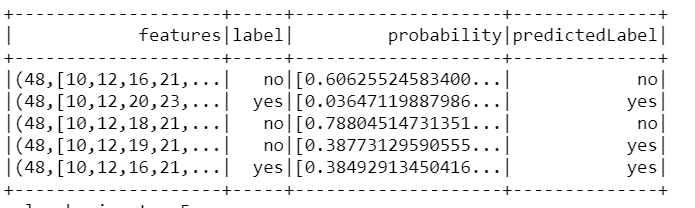 +--------------------+-----+--------------------+--------------+
|            features|label|         probability|predictedLabel|
+--------------------+-----+--------------------+--------------+
|(48,[10,12,16,21,...|   no|[0.60625524583400...|            no|
|(48,[10,12,20,23,...|  yes|[0.03647119887986...|           yes|
|(48,[10,12,18,21,...|   no|[0.78804514731351...|            no|
|(48,[10,12,19,21,...|   no|[0.38773129590555...|           yes|
|(48,[10,12,16,21,...|  yes|[0.38492913450416...|           yes|
+--------------------+-----+--------------------+--------------+